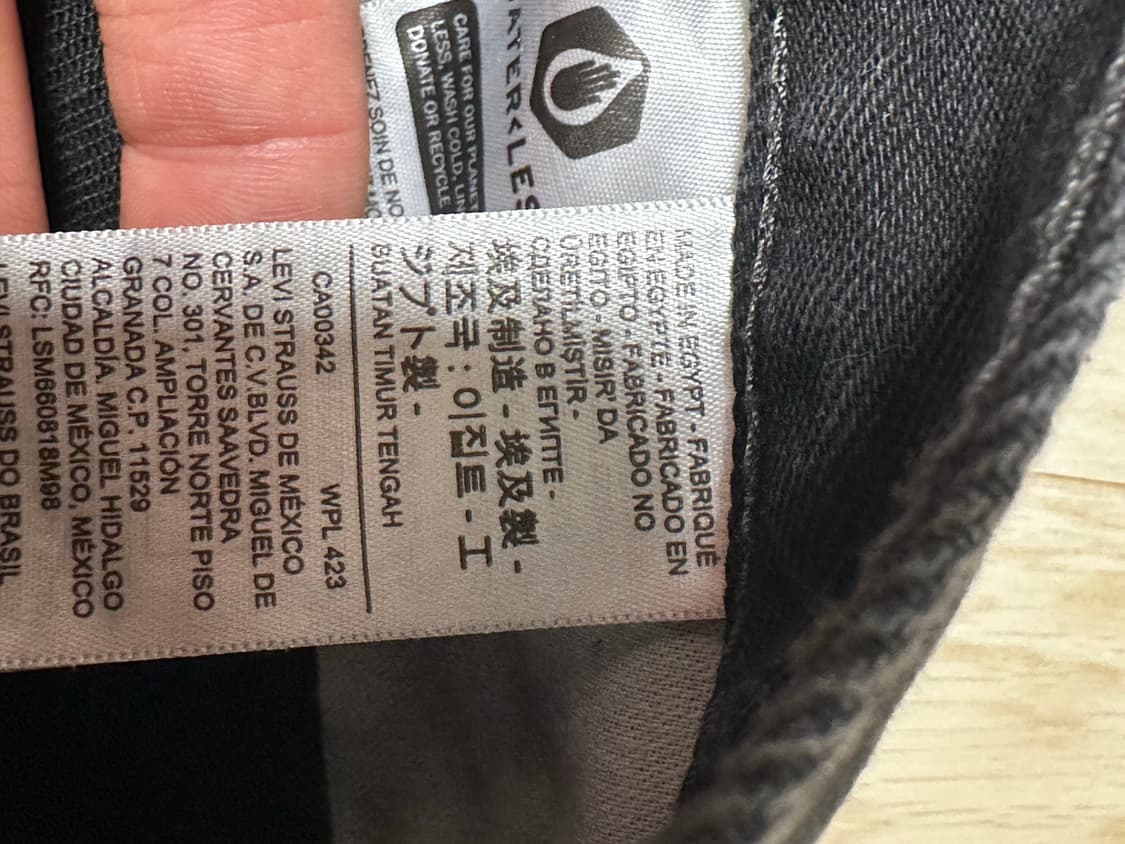 CARE FOR OUR PLANET
LESS, WASH COLD, LIN
DONATE OR RECYCLE
MADE IN EGYPT - FABRIQUÉ
EN EGYPTE - FABRICADO EN
EGIPTO - FABRICADO NO
EGITO - MISIR' DA
ÜRETİLMİŞTİR -
СДЕЛАНО В ЕГИПТЕ -
埃及制造 - 埃及製 -
제조국 : 이집트 - エ
ジプト製 -
BUATAN TIMUR TENGAH
CA00342 WPL 423
LEVI STRAUSS DE MÉXICO
S.A. DE C.V.BLVD. MIGUEL DE
CERVANTES SAAVEDRA
NO. 301, TORRE NORTE PISO
7 COL. AMPLIACIÓN
GRANADA C.P. 11529
ALCALDÍA. MIGUEL HIDALGO
CIUDAD DE MÉXICO, MÉXICO
RFC: LSM660818M98
LEVI STRAUSS DO BRASIL